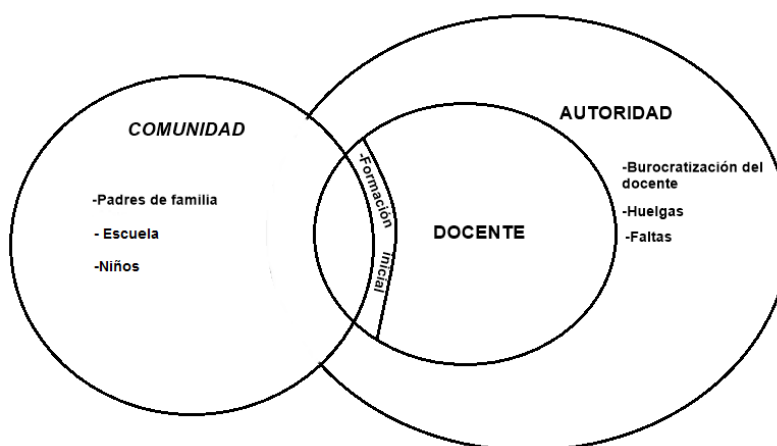 COMUNIDAD
-Padres de familia
- Escuela
-Niños
-Formación
inicial
DOCENTE
AUTORIDAD
-Burocratización del
docente
-Huelgas
-Faltas